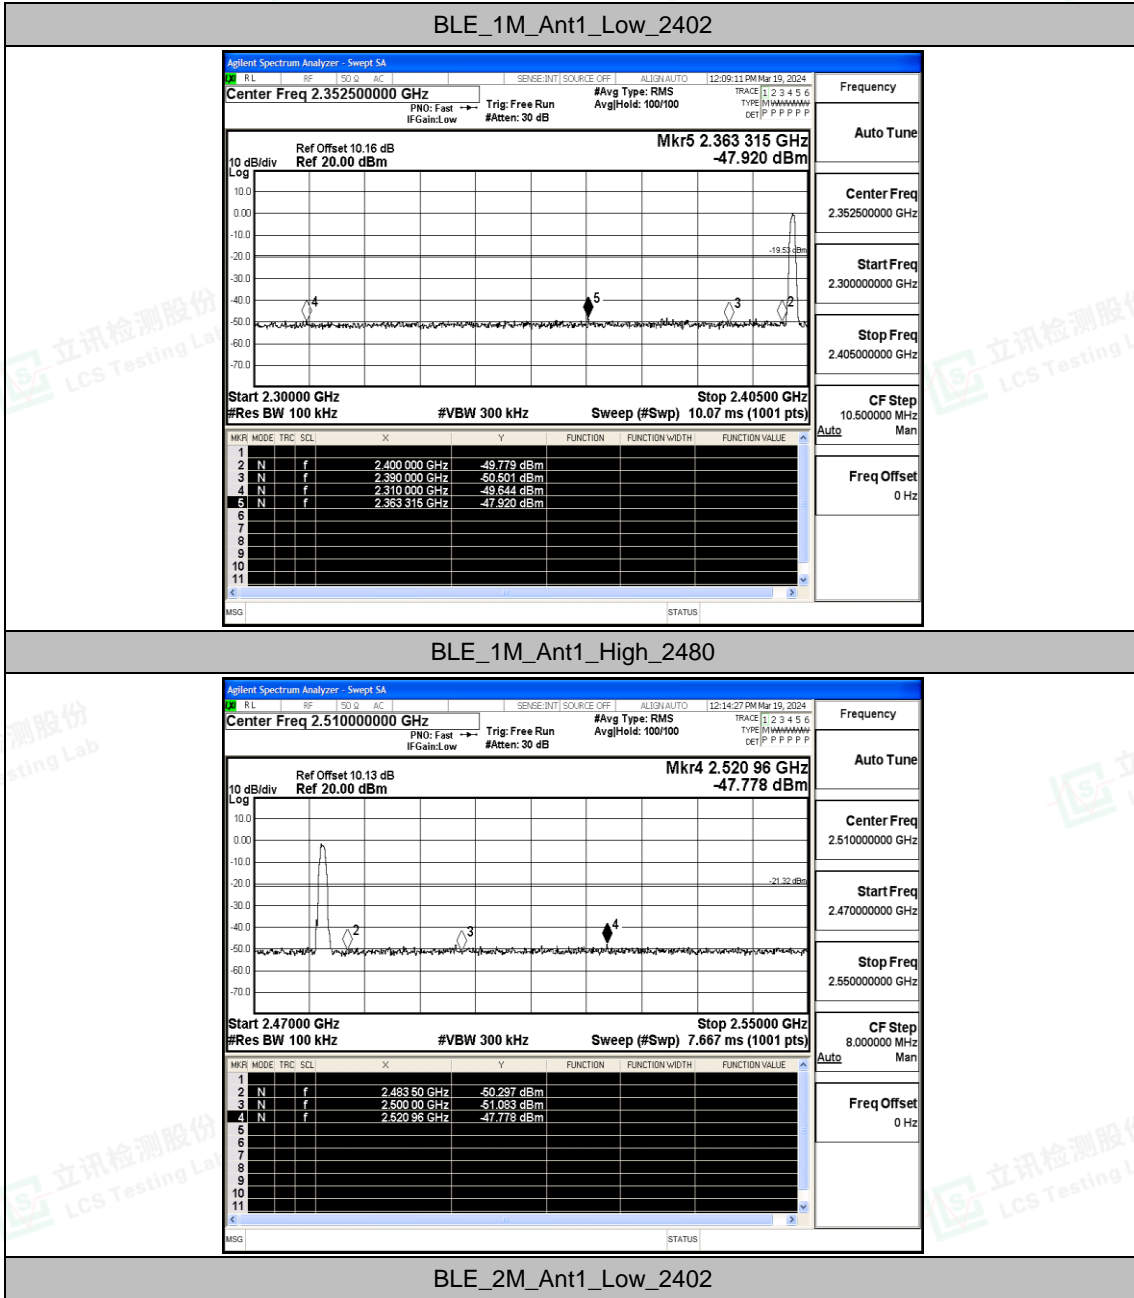 BLE_1M_Ant1_Low_2402
Agilent Spectrum Analyzer - Swept SA
RL RF 50 Ω AC SENSE:INT SOURCE OFF ALIGN AUTO 12:09:11 PM Mar 19, 2024
Center Freq 2.352500000 GHz
PNO: Fast
IFGain:Low
Trig: Free Run
#Atten: 30 dB
#Avg Type: RMS
Avg|Hold: 100/100
TRACE 1 2 3 4 5 6
TYPE M
DET P P P P P P
Mkr5 2.363 315 GHz
-47.920 dBm
Ref Offset 10.16 dB
10 dB/div Ref 20.00 dBm
Log
10.0
0.00
-10.0
-20.0
-30.0
-40.0
-50.0
-60.0
-70.0
-19.53 dBm
4
5
3
2
Start 2.30000 GHz Stop 2.40500 GHz
#Res BW 100 kHz #VBW 300 kHz Sweep (#Swp) 10.07 ms (1001 pts)
MKR MODE TRC SCL X Y FUNCTION FUNCTION WIDTH FUNCTION VALUE
1
2 N f 2.400 000 GHz -49.779 dBm
3 N f 2.390 000 GHz -50.501 dBm
4 N f 2.310 000 GHz -49.644 dBm
5 N f 2.363 315 GHz -47.920 dBm
6
7
8
9
10
11
MSG STATUS
Frequency
Auto Tune
Center Freq
2.352500000 GHz
Start Freq
2.300000000 GHz
Stop Freq
2.405000000 GHz
CF Step
10.500000 MHz
Auto Man
Freq Offset
0 Hz
BLE_1M_Ant1_High_2480
Agilent Spectrum Analyzer - Swept SA
RL RF 50 Ω AC SENSE:INT SOURCE OFF ALIGN AUTO 12:14:27 PM Mar 19, 2024
Center Freq 2.510000000 GHz
PNO: Fast
IFGain:Low
Trig: Free Run
#Atten: 30 dB
#Avg Type: RMS
Avg|Hold: 100/100
TRACE 1 2 3 4 5 6
TYPE M
DET P P P P P P
Mkr4 2.520 96 GHz
-47.778 dBm
Ref Offset 10.13 dB
10 dB/div Ref 20.00 dBm
Log
10.0
0.00
-10.0
-20.0
-30.0
-40.0
-50.0
-60.0
-70.0
-21.32 dBm
2
3
4
Start 2.47000 GHz Stop 2.55000 GHz
#Res BW 100 kHz #VBW 300 kHz Sweep (#Swp) 7.667 ms (1001 pts)
MKR MODE TRC SCL X Y FUNCTION FUNCTION WIDTH FUNCTION VALUE
1
2 N f 2.483 50 GHz -50.297 dBm
3 N f 2.500 00 GHz -51.083 dBm
4 N f 2.520 96 GHz -47.778 dBm
5
6
7
8
9
10
11
MSG STATUS
Frequency
Auto Tune
Center Freq
2.510000000 GHz
Start Freq
2.470000000 GHz
Stop Freq
2.550000000 GHz
CF Step
8.000000 MHz
Auto Man
Freq Offset
0 Hz
BLE_2M_Ant1_Low_2402
立讯检测股份
LCS Testing Lab